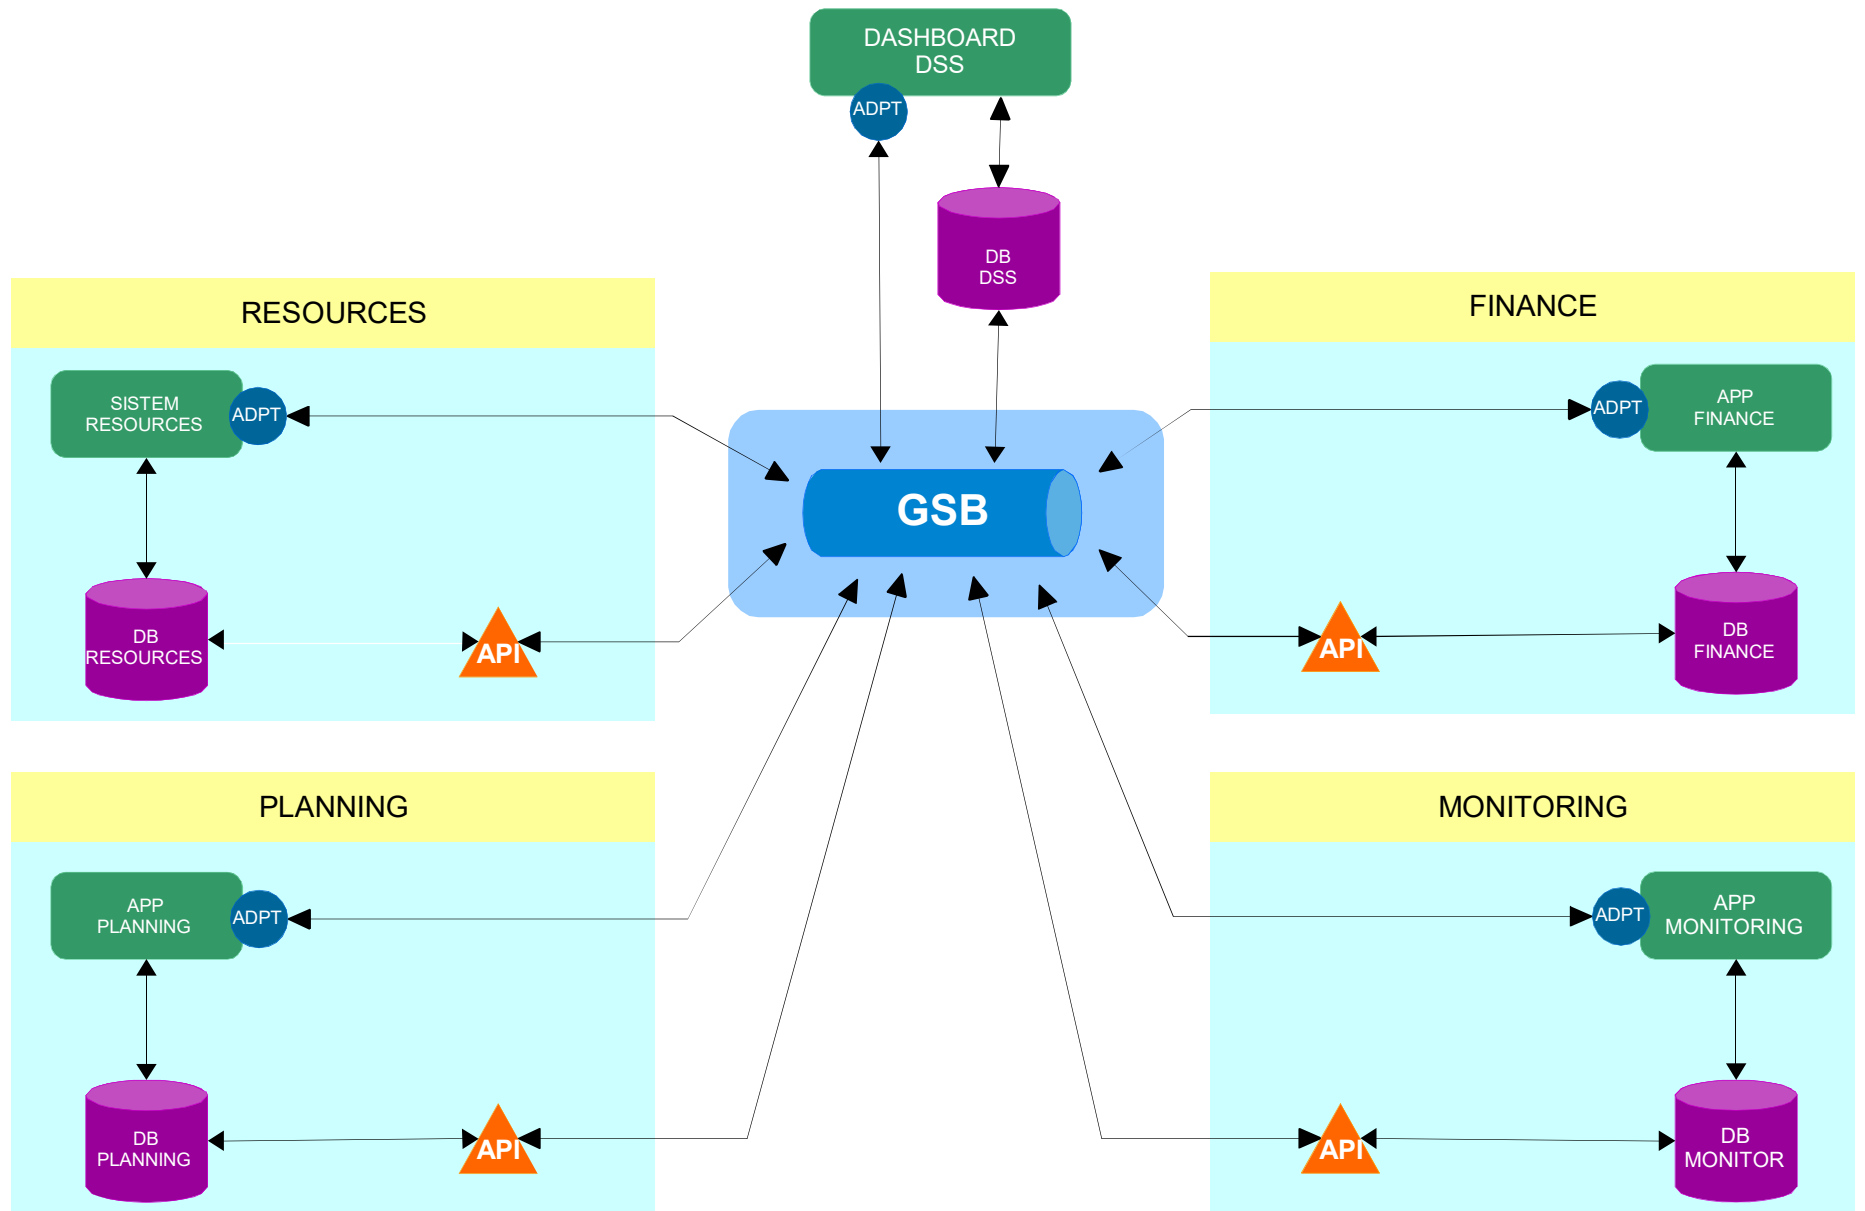 DASHBOARD
DSS
ADPT
DB
DSS
RESOURCES
SISTEM
RESOURCES
ADPT
DB
RESOURCES
API
GSB
FINANCE
ADPT
APP
FINANCE
API
DB
FINANCE
PLANNING
APP
PLANNING
ADPT
DB
PLANNING
API
MONITORING
ADPT
APP
MONITORING
API
DB
MONITOR